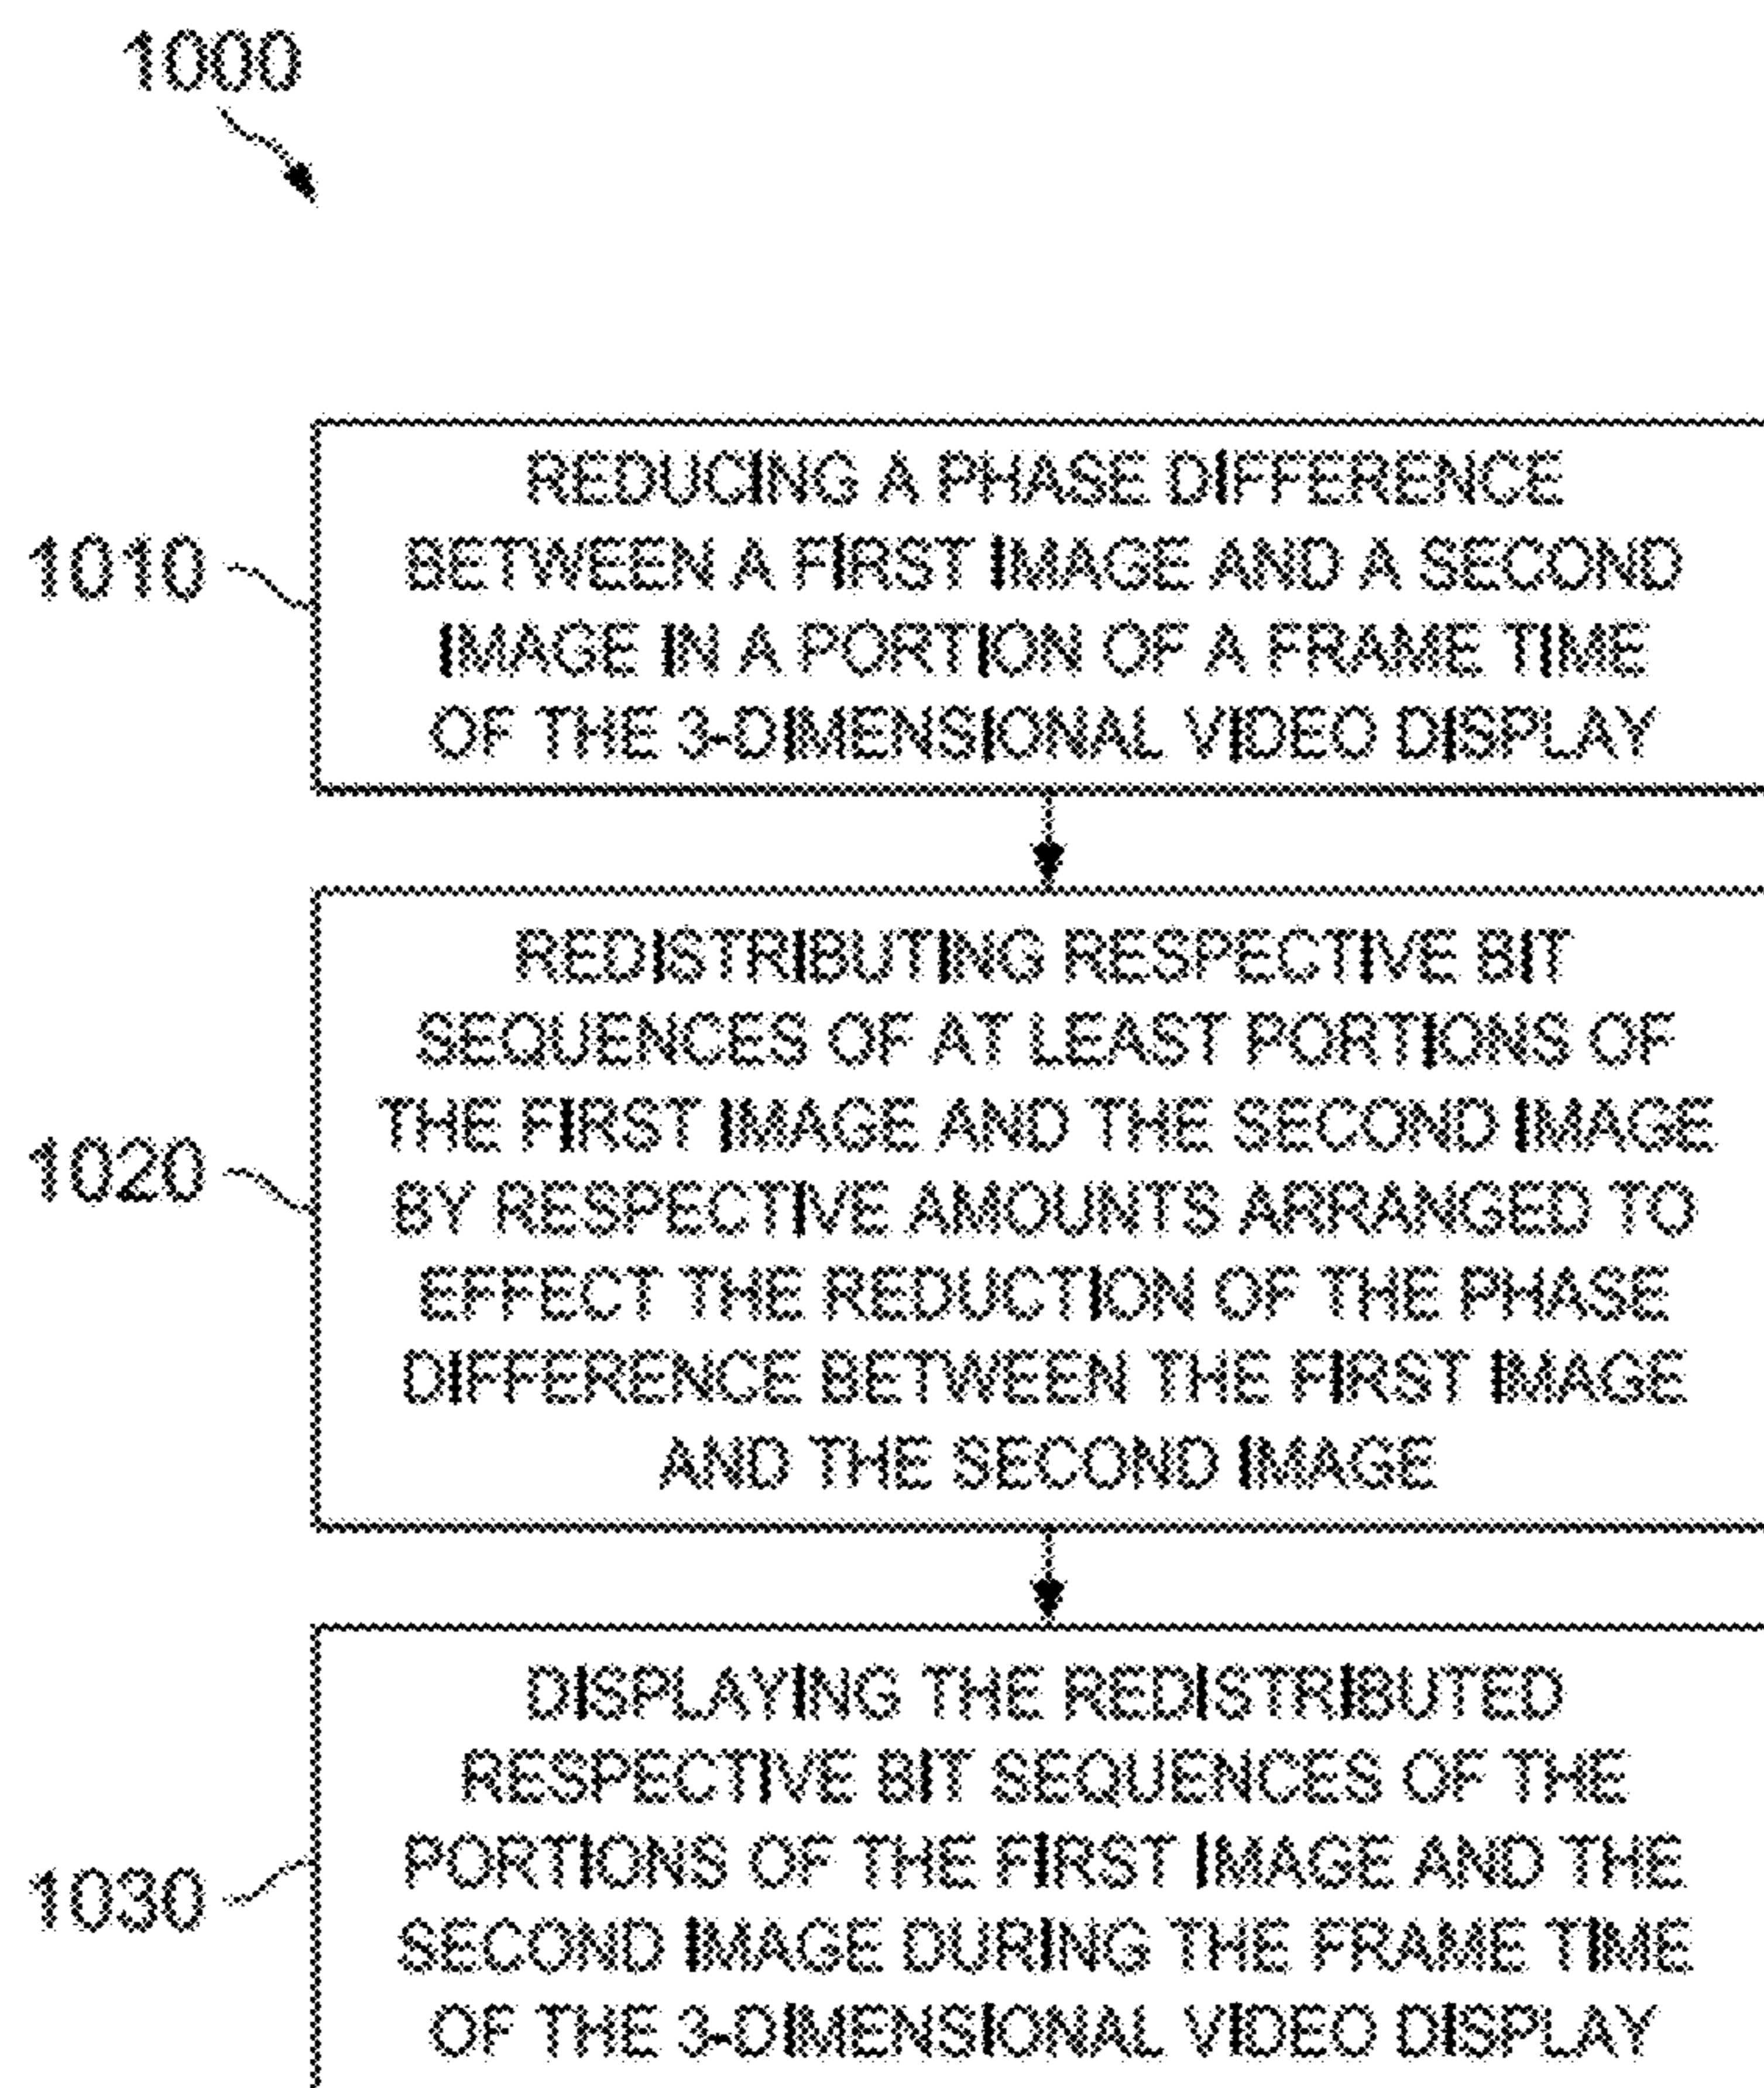 1000
REDUCING A PHASE DIFFERENCE
BETWEEN A FIRST IMAGE AND A SECOND
IMAGE IN A PORTION OF A FRAME TIME
OF THE 3-DIMENSIONAL VIDEO DISPLAY
1010
REDISTRIBUTING RESPECTIVE BIT
SEQUENCES OF AT LEAST PORTIONS OF
THE FIRST IMAGE AND THE SECOND IMAGE
BY RESPECTIVE AMOUNTS ARRANGED TO
EFFECT THE REDUCTION OF THE PHASE
DIFFERENCE BETWEEN THE FIRST IMAGE
AND THE SECOND IMAGE
1020
DISPLAYING THE REDISTRIBUTED
RESPECTIVE BIT SEQUENCES OF THE
PORTIONS OF THE FIRST IMAGE AND THE
SECOND IMAGE DURING THE FRAME TIME
OF THE 3-DIMENSIONAL VIDEO DISPLAY
1030